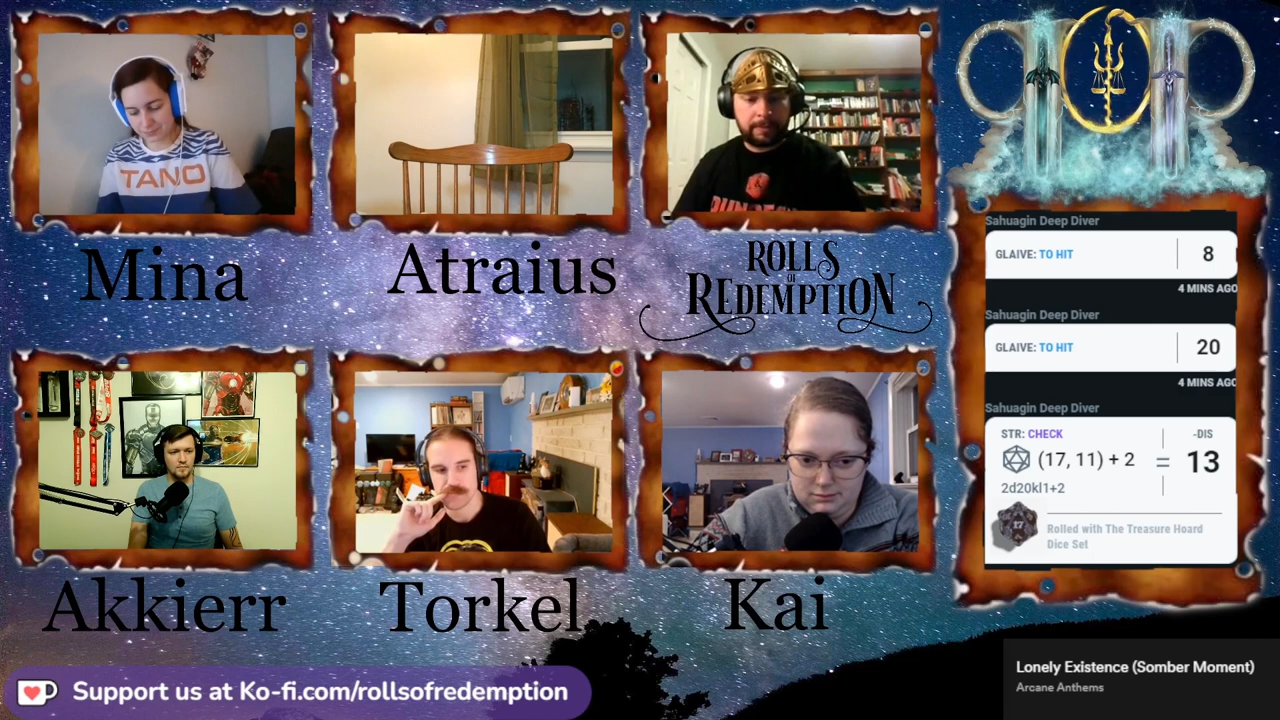 TANO
Mina
Atraius
ROLLS
OF
REDEMPTION
Akkierr
Torkel
Kai
Sahuagin Deep Diver
GLAIVE: TO HIT
8
4 MINS AGO
Sahuagin Deep Diver
GLAIVE: TO HIT
20
4 MINS AGO
Sahuagin Deep Diver
STR: CHECK
-DIS
(17, 11) + 2
=
13
2d20kl1+2
17
Rolled with The Treasure Hoard
Dice Set
Support us at Ko-fi.com/rollsofredemption
Lonely Existence (Somber Moment)
Arcane Anthems